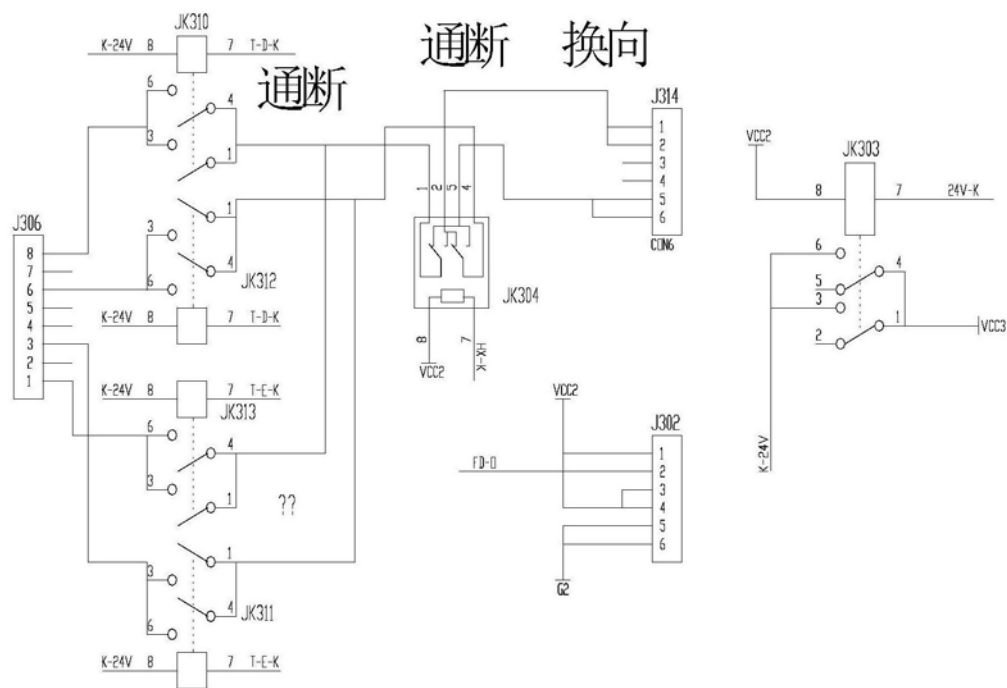 JK310
K-24V 8 7 T-D-K
通断
通断 换向
6
4
3
1
J314
1
2
3
4
5
6
CON6
VCC2
JK303
8 7 24V-K
J306
8
7
6
5
4
3
2
1
1
3
4
6
JK312
K-24V 8 7 T-D-K
1 2 5 4
JK304
8 7
VCC2
HX-K
6
4
5
3
1
2
VCC3
K-24V
K-24V 8 7 T-E-K
JK313
6
4
3
1
??
1
3
4
6
JK311
K-24V 8 7 T-E-K
VCC2
J302
FD-0
1
2
3
4
5
6
G2